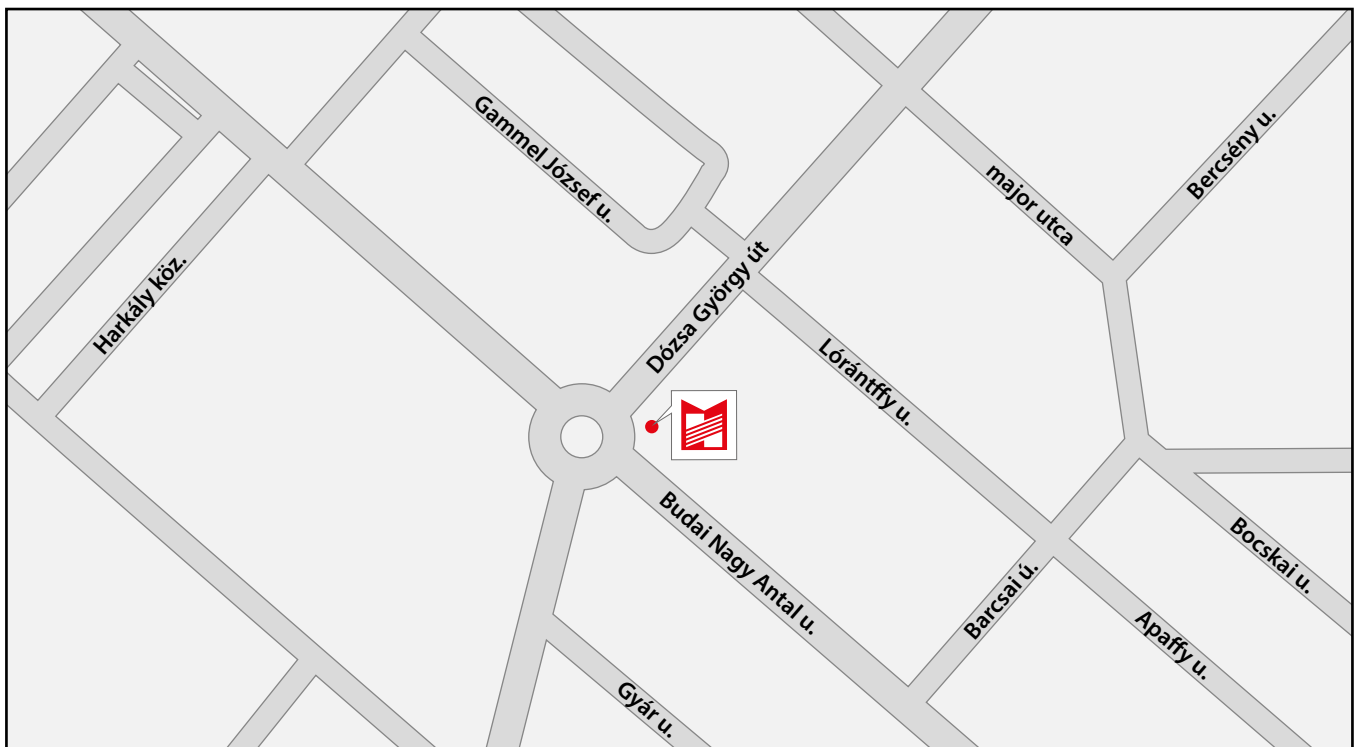 Gammel József u.
Bercsény u.
major utca
Harkály köz.
Dózsa György út
Lórántffy u.
Budai Nagy Antal u.
Bocskai u.
Barcsai ú.
Apaffy u.
Gyár u.